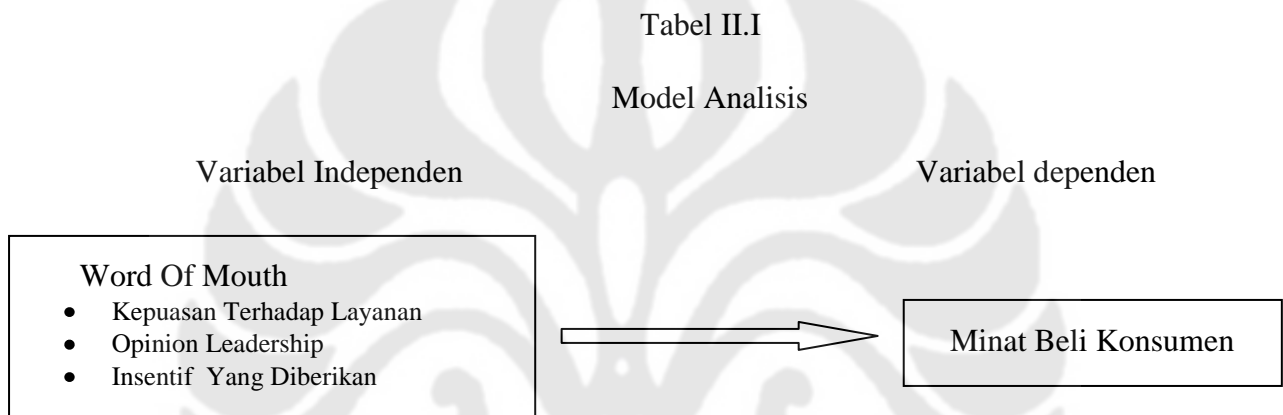 Tabel II.I
Model Analisis
Variabel Independen Variabel dependen
Word Of Mouth
• Kepuasan Terhadap Layanan
• Opinion Leadership
• Insentif Yang Diberikan
Minat Beli Konsumen